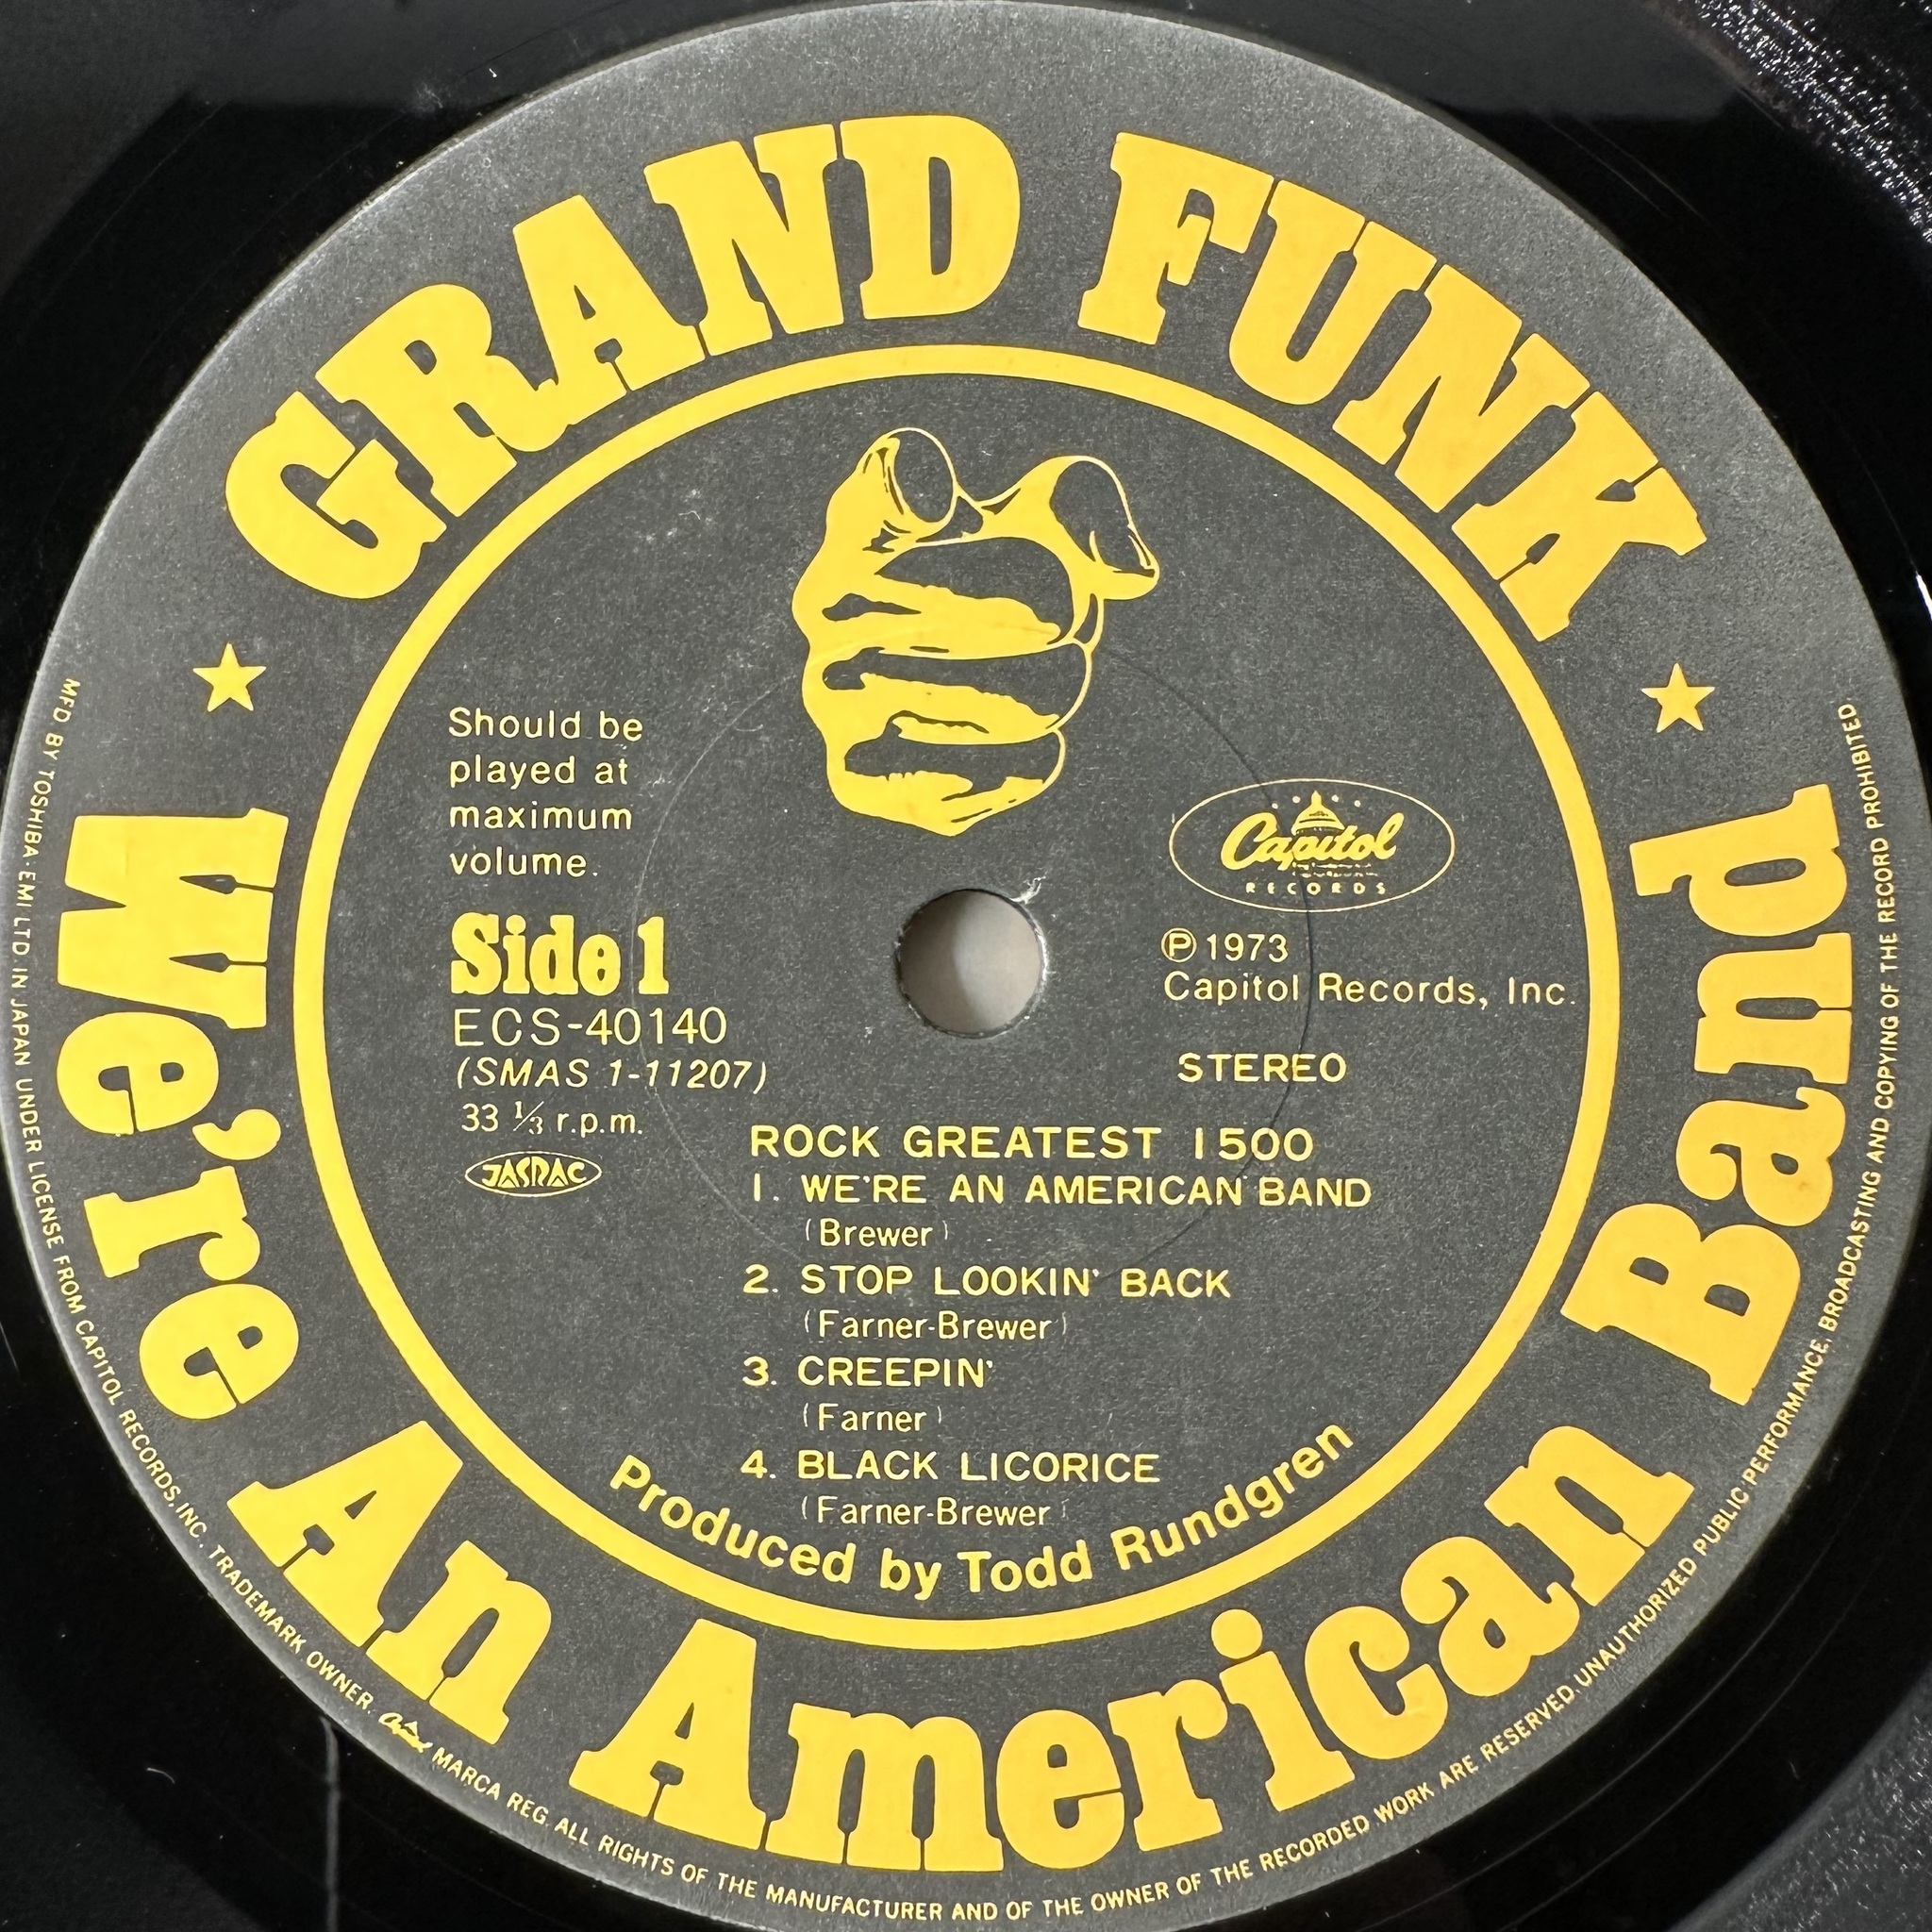 GRAND FUNK
We're An American Band
Should be
played at
maximum
volume.
Side 1
ECS-40140
(SMAS 1-11207)
33 ⅓ r.p.m.
JASRAC
Capitol
RECORDS
Ⓟ 1973
Capitol Records, Inc.
STEREO
ROCK GREATEST 1500
1. WE'RE AN AMERICAN BAND
(Brewer)
2. STOP LOOKIN' BACK
(Farner-Brewer)
3. CREEPIN'
(Farner)
4. BLACK LICORICE
(Farner-Brewer)
Produced by Todd Rundgren
MFD BY TOSHIBA·EMI LTD. IN JAPAN UNDER LICENSE FROM CAPITOL RECORDS, INC., TRADEMARK OWNER. Capitol MARCA REG. ALL RIGHTS OF THE MANUFACTURER AND OF THE OWNER OF THE RECORDED WORK ARE RESERVED. UNAUTHORIZED PUBLIC PERFORMANCE, BROADCASTING AND COPYING OF THE RECORD PROHIBITED.